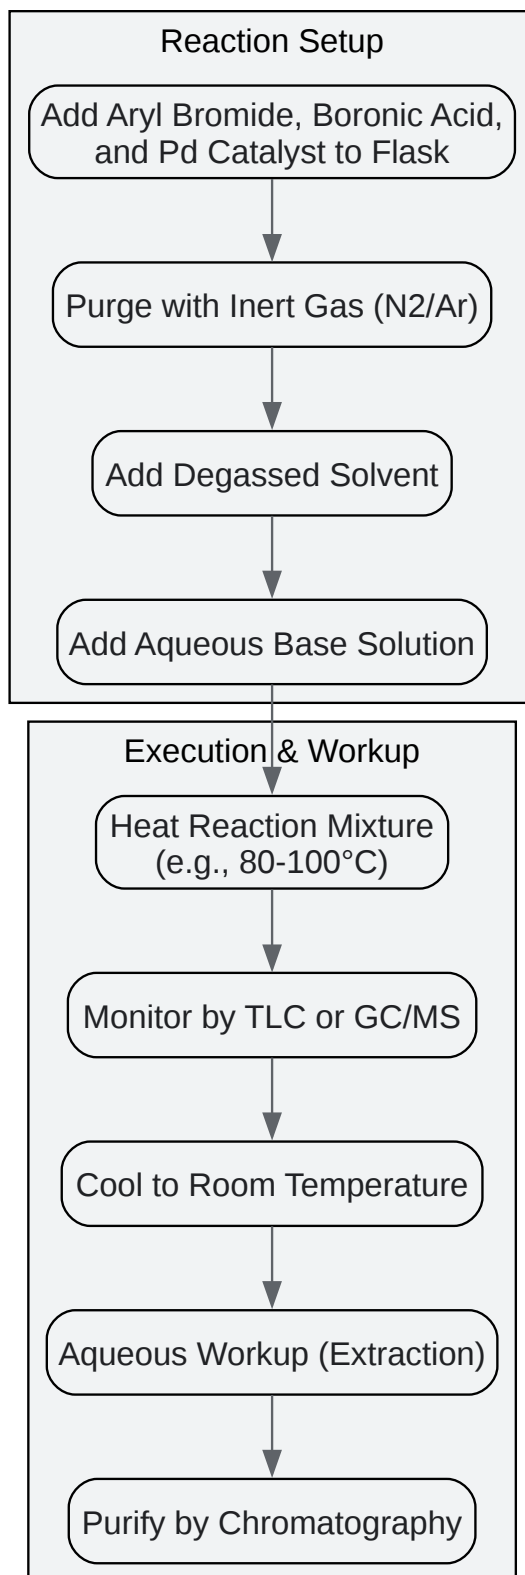 Reaction Setup
Add Aryl Bromide, Boronic Acid,
and Pd Catalyst to Flask
Purge with Inert Gas (N2/Ar)
Add Degassed Solvent
Add Aqueous Base Solution
Execution & Workup
Heat Reaction Mixture
(e.g., 80-100°C)
Monitor by TLC or GC/MS
Cool to Room Temperature
Aqueous Workup (Extraction)
Purify by Chromatography